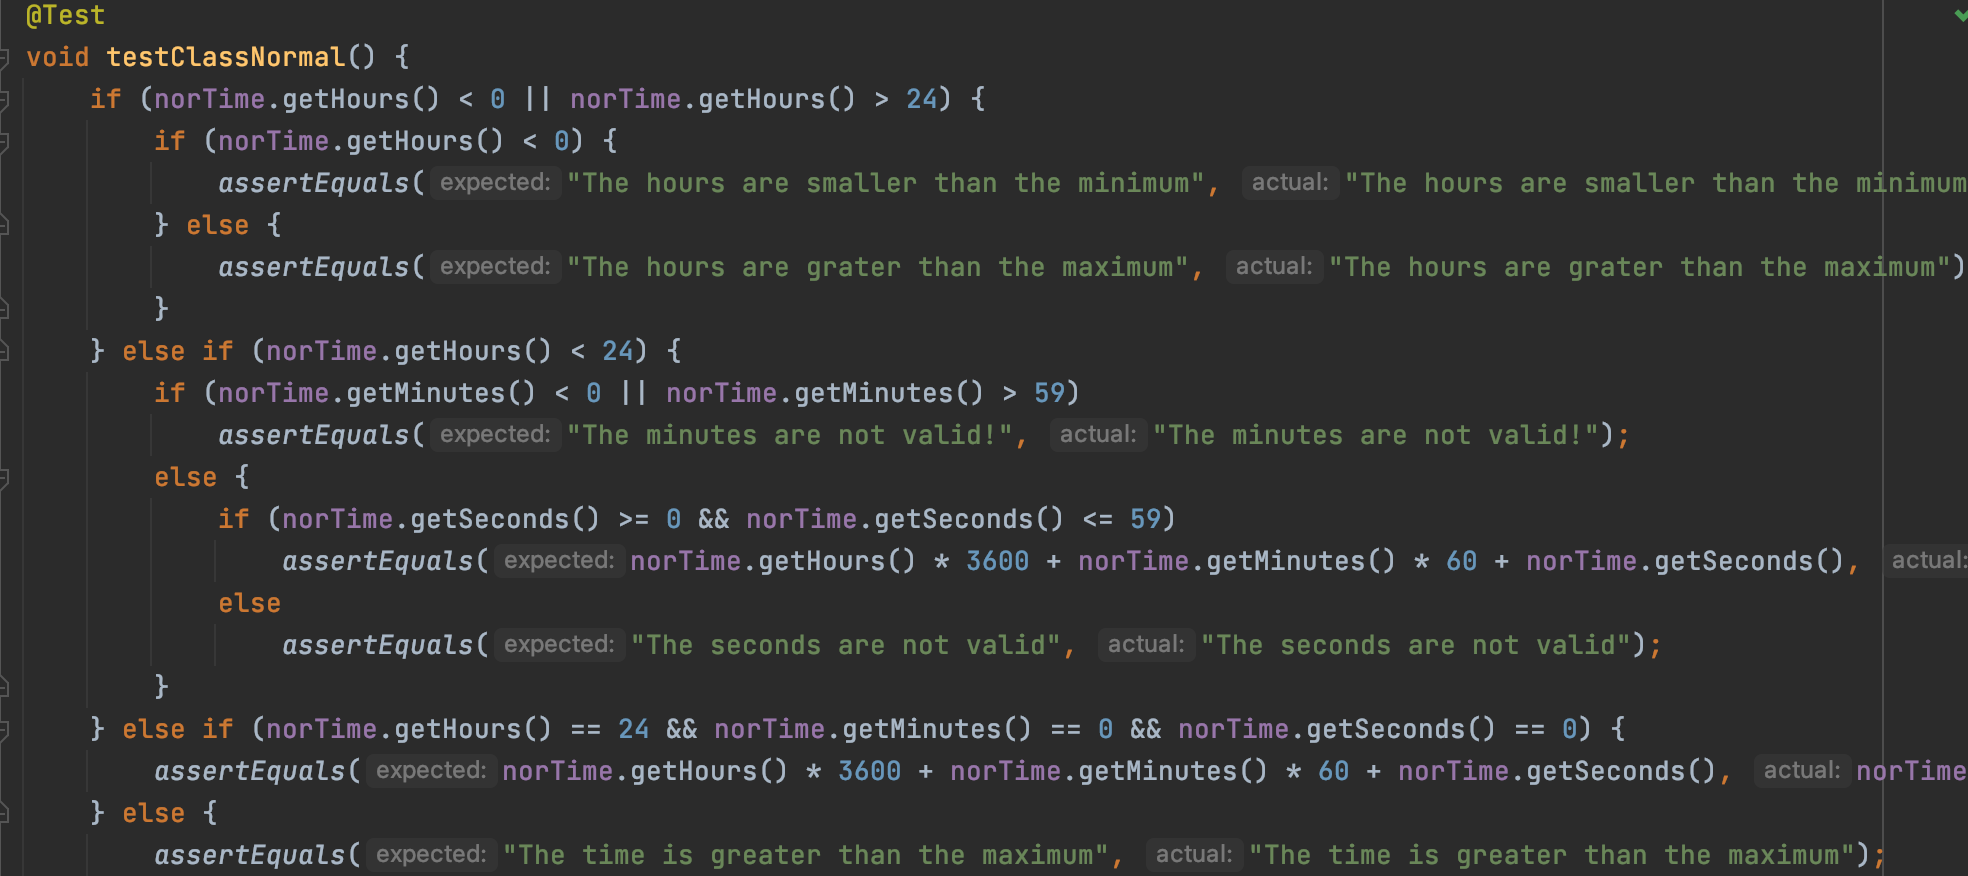 @Test
void testClassNormal() {
if (norTime.getHours() < 0 || norTime.getHours() > 24) {
if (norTime.getHours() < 0) {
assertEquals( expected: "The hours are smaller than the minimum", actual: "The hours are smaller than the minimum
} else {
assertEquals( expected: "The hours are grater than the maximum", actual: "The hours are grater than the maximum")
}
} else if (norTime.getHours() < 24) {
if (norTime.getMinutes() < 0 || norTime.getMinutes() > 59)
assertEquals( expected: "The minutes are not valid!", actual: "The minutes are not valid!");
else {
if (norTime.getSeconds() >= 0 && norTime.getSeconds() <= 59)
assertEquals( expected: norTime.getHours() * 3600 + norTime.getMinutes() * 60 + norTime.getSeconds(), actual:
else
assertEquals( expected: "The seconds are not valid", actual: "The seconds are not valid");
}
} else if (norTime.getHours() == 24 && norTime.getMinutes() == 0 && norTime.getSeconds() == 0) {
assertEquals( expected: norTime.getHours() * 3600 + norTime.getMinutes() * 60 + norTime.getSeconds(), actual: norTime
} else {
assertEquals( expected: "The time is greater than the maximum", actual: "The time is greater than the maximum");